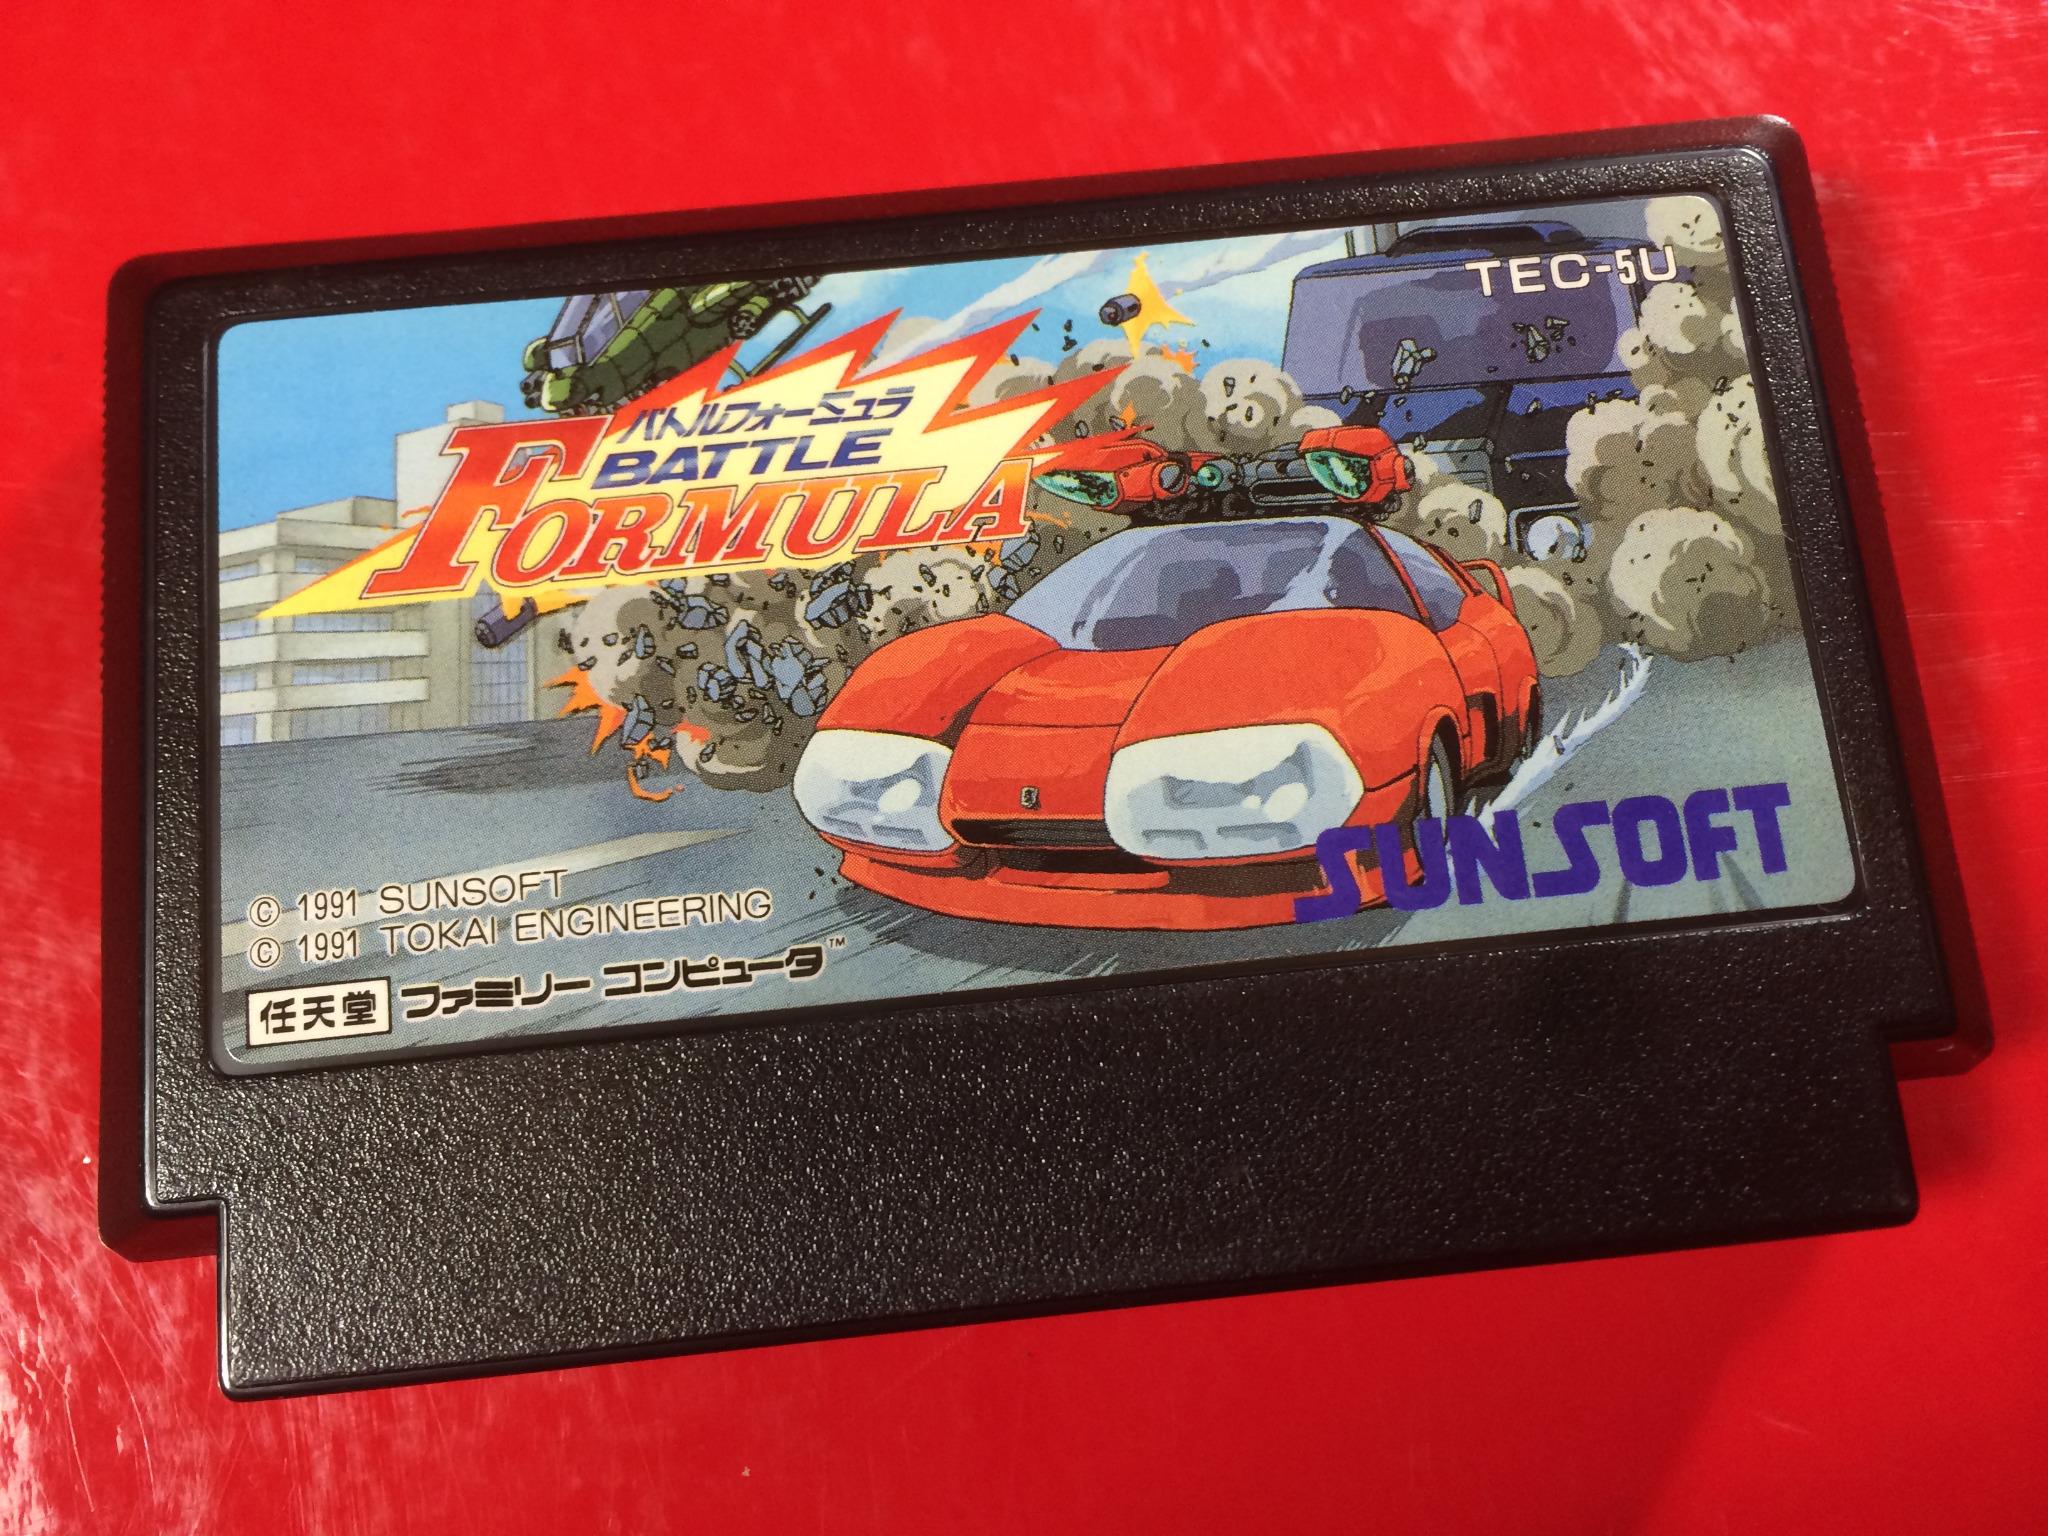 TEC-5U
バトルフォーミュラ
BATTLE
FORMULA
SUNSOFT
© 1991 SUNSOFT
© 1991 TOKAI ENGINEERING
任天堂 ファミリー コンピュータ™